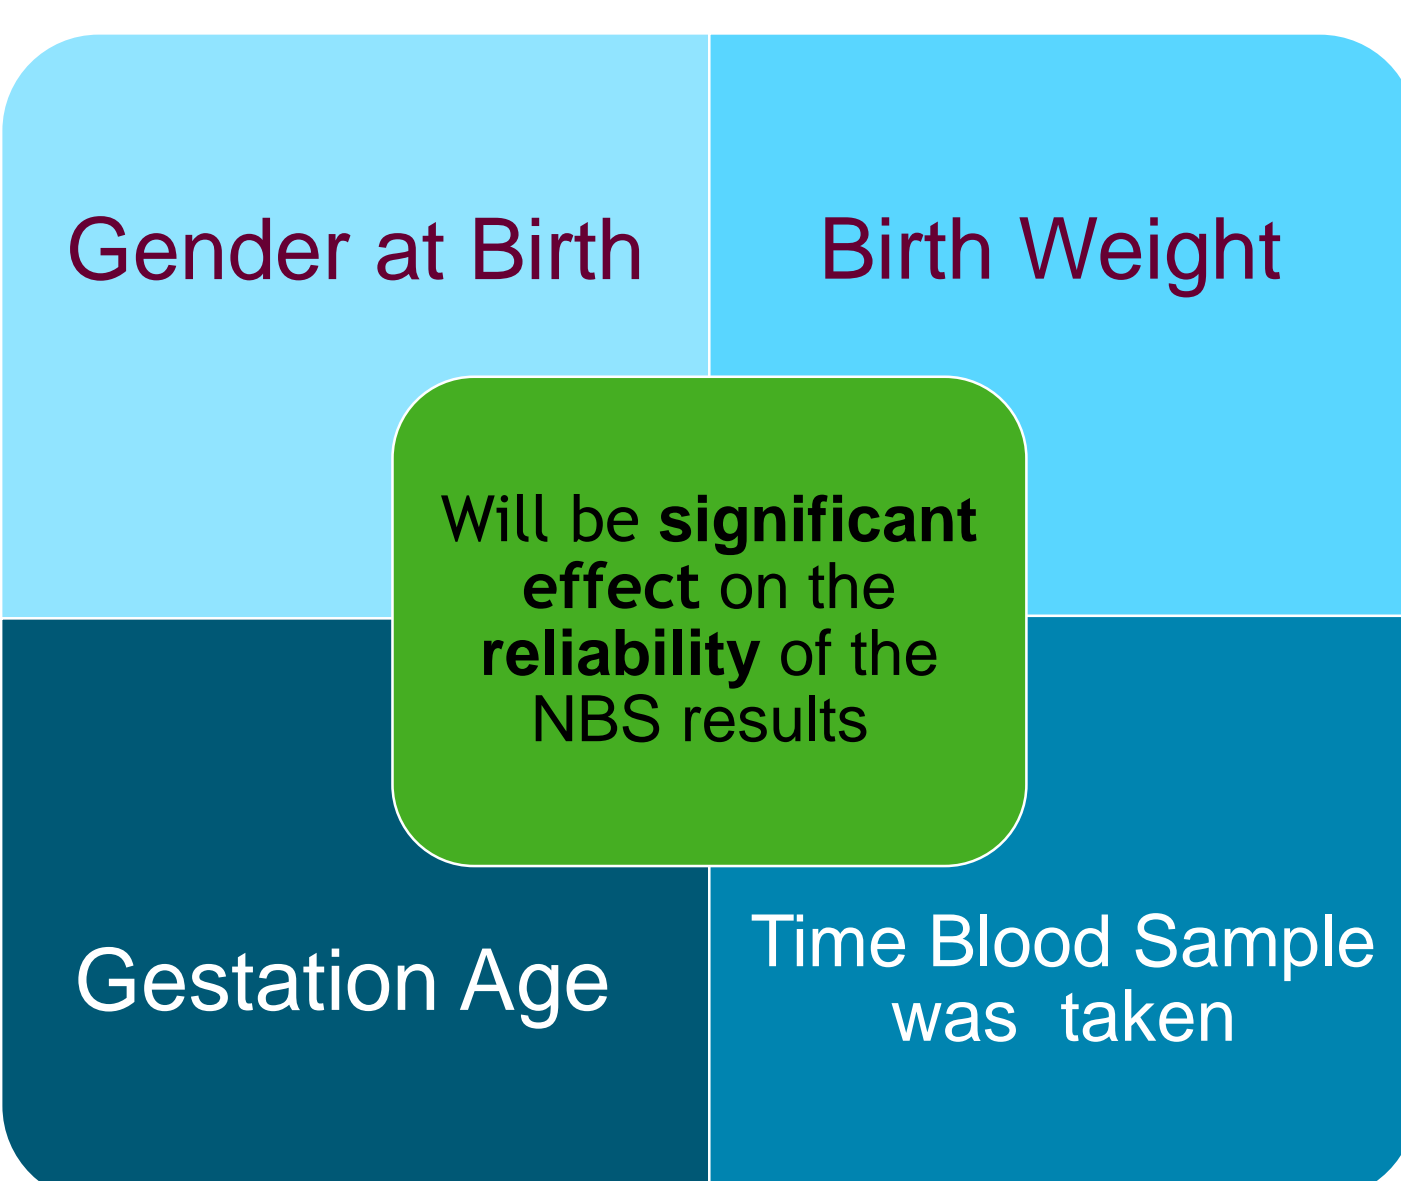 Gender at Birth
Birth Weight
Will be significant
effect on the
reliability of the
NBS results
Gestation Age
Time Blood Sample
was taken